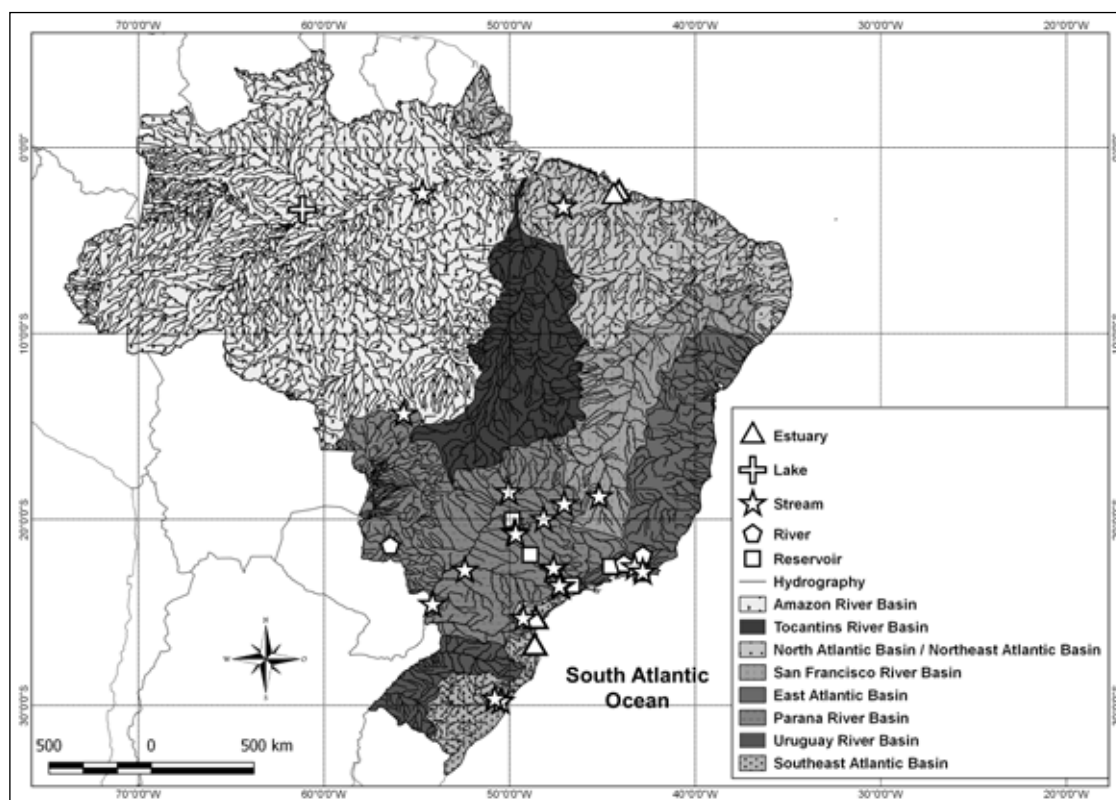 70°0'0"W 60°0'0"W 50°0'0"W 40°0'0"W 30°0'0"W 20°0'0"W
0°0'0"
10°0'0"S
20°0'0"S
30°0'0"S
Estuary
Lake
Stream
River
Reservoir
Hydrography
Amazon River Basin
Tocantins River Basin
North Atlantic Basin / Northeast Atlantic Basin
San Francisco River Basin
East Atlantic Basin
Parana River Basin
Uruguay River Basin
Southeast Atlantic Basin
South Atlantic
Ocean
N
W O
S
500 0 500 km
70°0'0"W 60°0'0"W 50°0'0"W 40°0'0"W 30°0'0"W 20°0'0"W